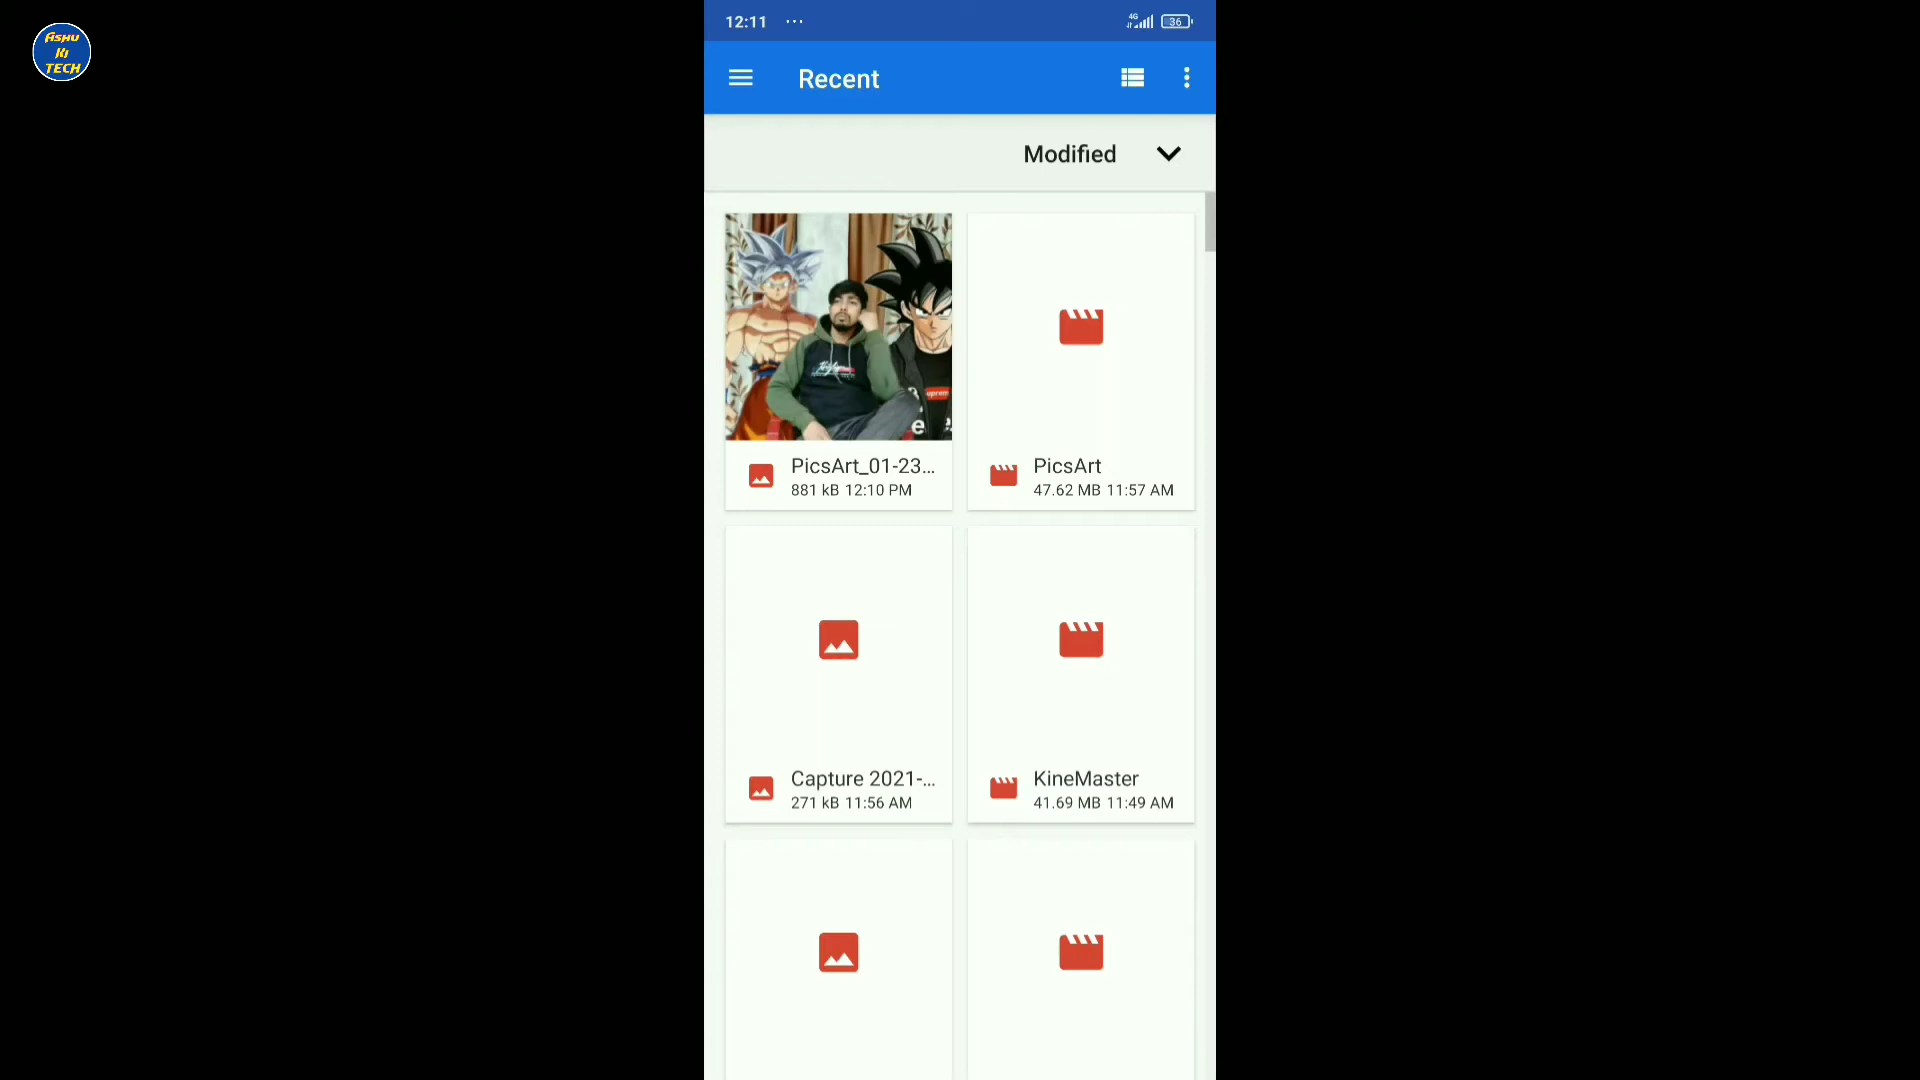 ASHU
Ki
TECH
12:11 ...
4G
36
Recent
Modified
PicsArt_01-23...
881 kB 12:10 PM
PicsArt
47.62 MB 11:57 AM
Capture 2021-...
271 kB 11:56 AM
KineMaster
41.69 MB 11:49 AM